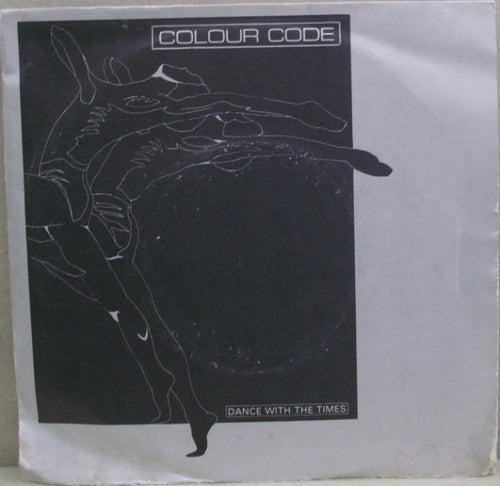 COLOUR CODE
DANCE WITH THE TIMES